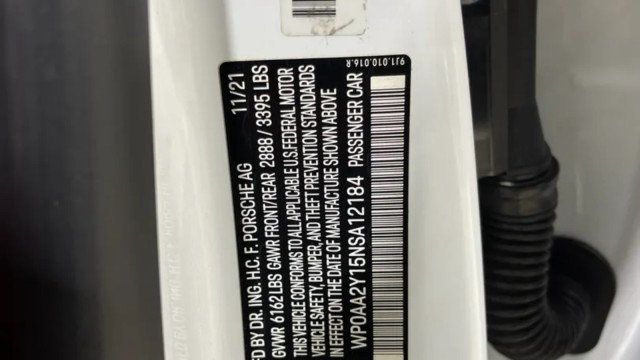 MFD BY DR. ING. H.C. F. PORSCHE AG 11/21
GVWR 6162 LBS GAWR FRONT/REAR 2888 / 3395 LBS
THIS VEHICLE CONFORMS TO ALL APPLICABLE U.S.FEDERAL MOTOR
VEHICLE SAFETY, BUMPER, AND THEFT PREVENTION STANDARDS
IN EFFECT ON THE DATE OF MANUFACTURE SHOWN ABOVE
WP0AA2Y15NSA12184 PASSENGER CAR
9J1.010.016.R